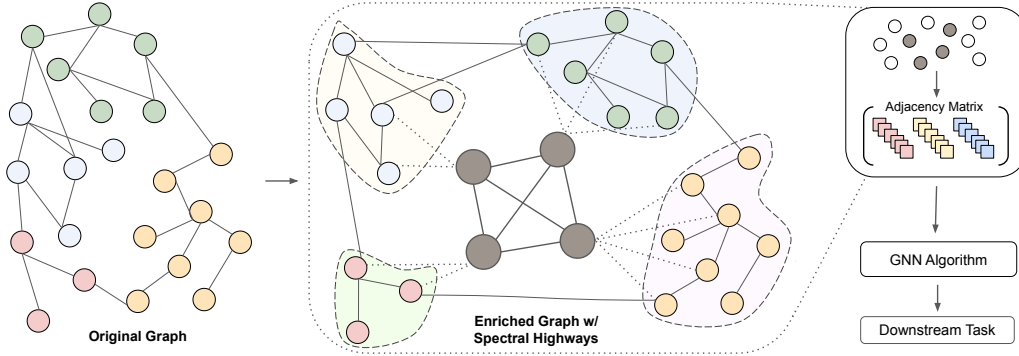 Adjacency Matrix
GNN Algorithm
Downstream Task
Original Graph
Enriched Graph w/
Spectral Highways